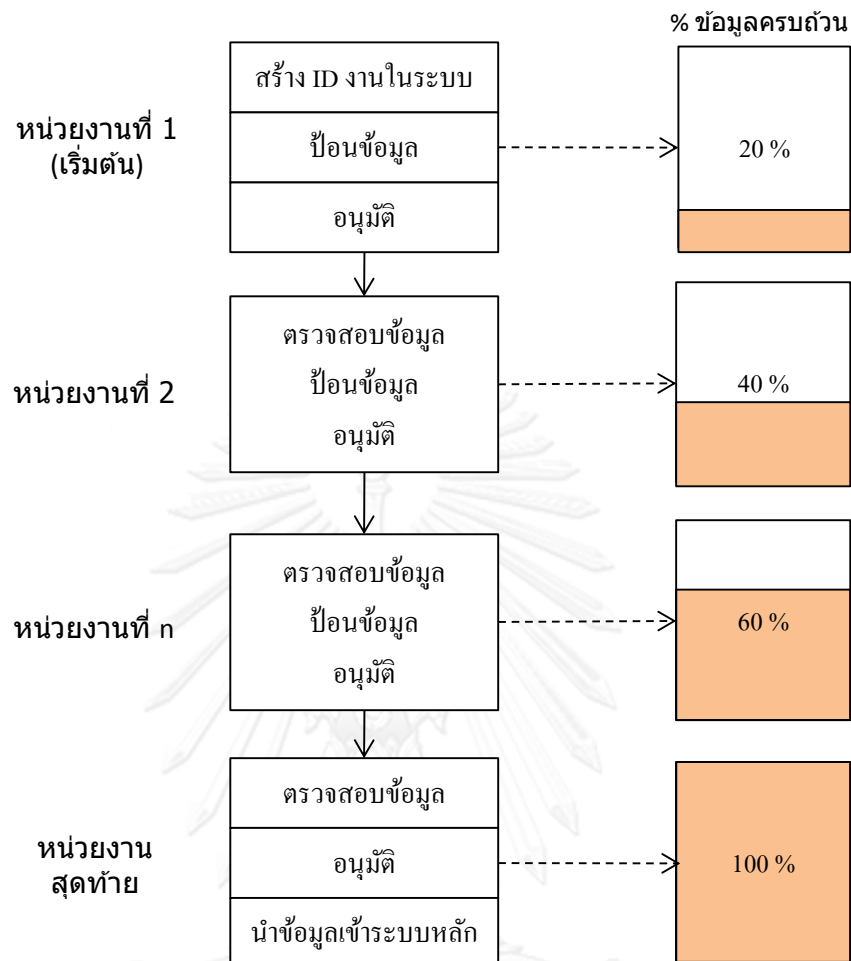 % ข้อมูลครบถ้วน
หน่วยงานที่ 1
(เริ่มต้น)
สร้าง ID งานในระบบ
ป้อนข้อมูล
อนุมัติ
20 %
หน่วยงานที่ 2
ตรวจสอบข้อมูล
ป้อนข้อมูล
อนุมัติ
40 %
หน่วยงานที่ n
ตรวจสอบข้อมูล
ป้อนข้อมูล
อนุมัติ
60 %
หน่วยงาน
สุดท้าย
ตรวจสอบข้อมูล
อนุมัติ
นำข้อมูลเข้าระบบหลัก
100 %